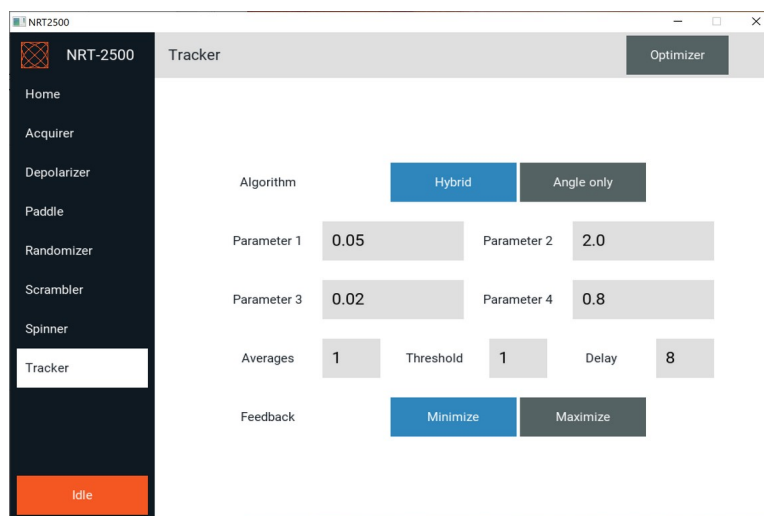 NRT2500
NRT-2500
Tracker
Optimizer
Home
Acquirer
Depolarizer
Paddle
Randomizer
Scrambler
Spinner
Tracker
Idle
Algorithm Hybrid Angle only
Parameter 1 0.05 Parameter 2 2.0
Parameter 3 0.02 Parameter 4 0.8
Averages 1 Threshold 1 Delay 8
Feedback Minimize Maximize